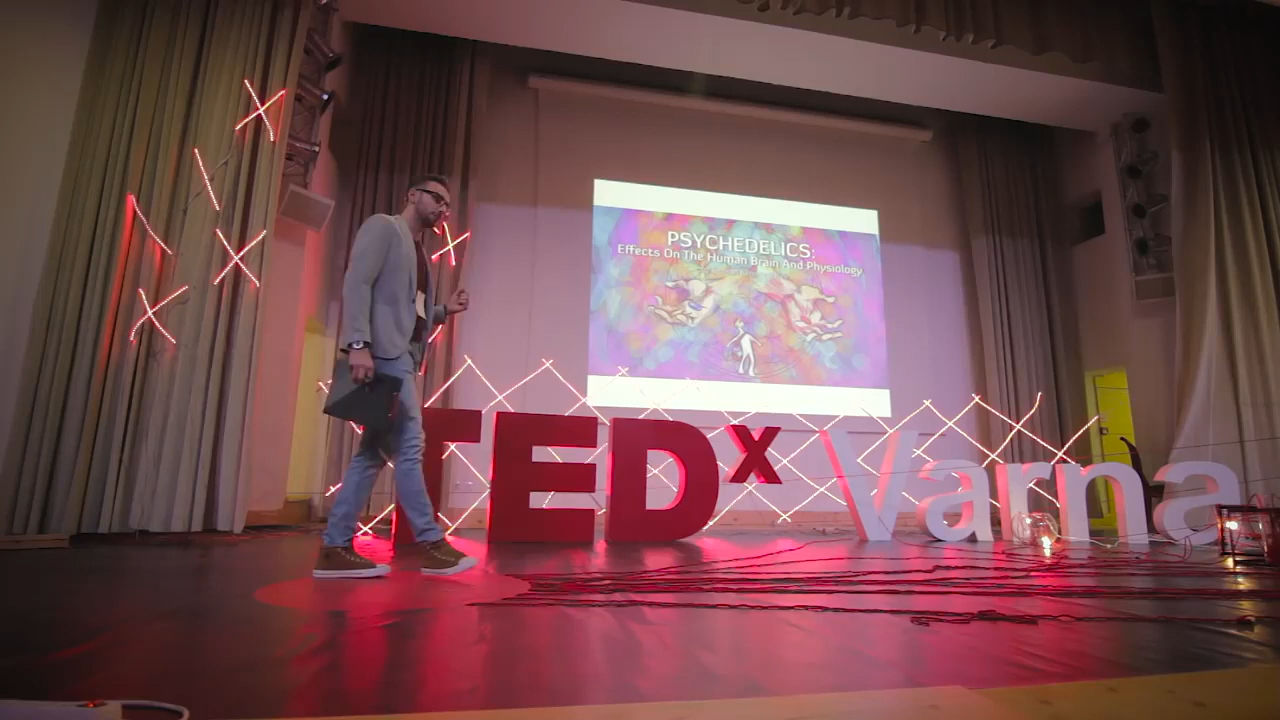 PSYCHEDELICS:
Effects On The Human Brain And Physiology
TEDx Varna